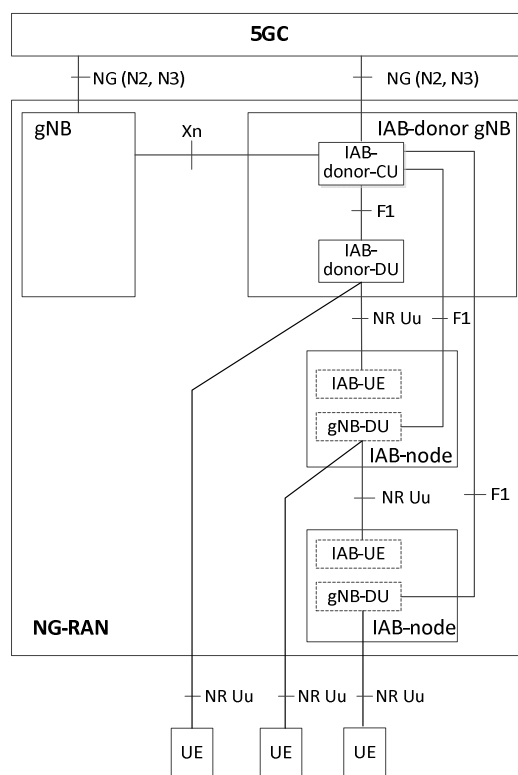 5GC
NG (N2, N3)
NG (N2, N3)
gNB
IAB-donor gNB
Xn
IAB-
donor-CU
F1
IAB-
donor-DU
NR Uu
F1
IAB-UE
gNB-DU
IAB-node
NR Uu
F1
IAB-UE
gNB-DU
IAB-node
NG-RAN
NR Uu
NR Uu
NR Uu
UE
UE
UE